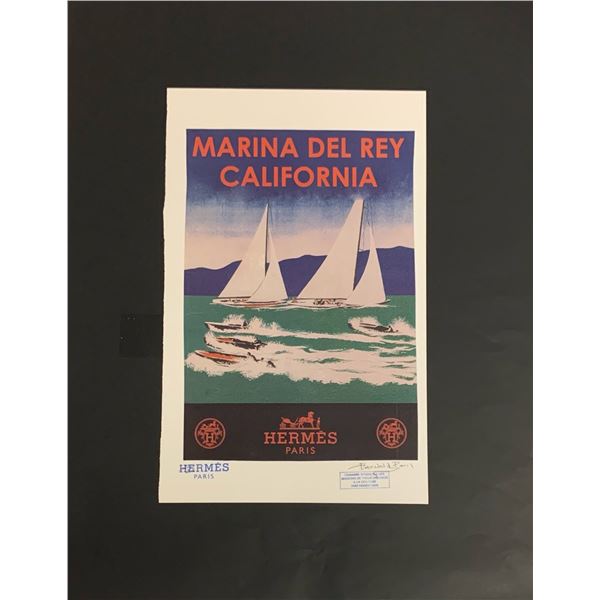 MARINA DEL REY
CALIFORNIA
HERMÈS
PARIS
HERMÈS
PARIS